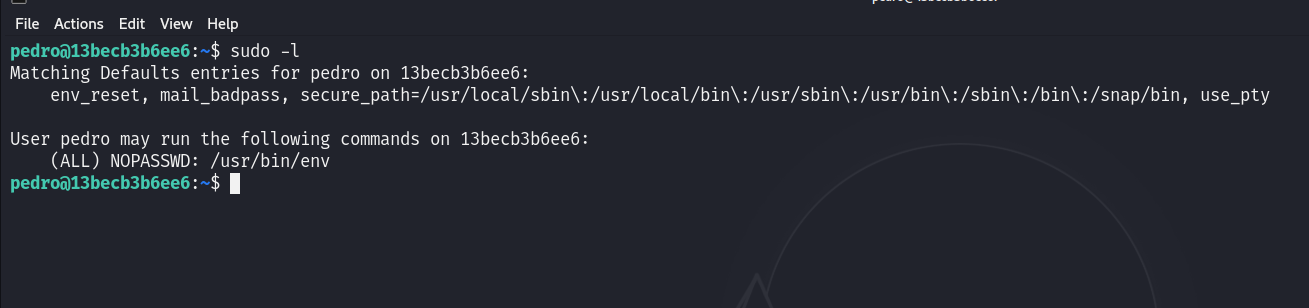 File Actions Edit View Help
pedro@13becb3b6ee6:~$ sudo -l
Matching Defaults entries for pedro on 13becb3b6ee6:
    env_reset, mail_badpass, secure_path=/usr/local/sbin\:/usr/local/bin\:/usr/sbin\:/usr/bin\:/sbin\:/bin\:/snap/bin, use_pty

User pedro may run the following commands on 13becb3b6ee6:
    (ALL) NOPASSWD: /usr/bin/env
pedro@13becb3b6ee6:~$